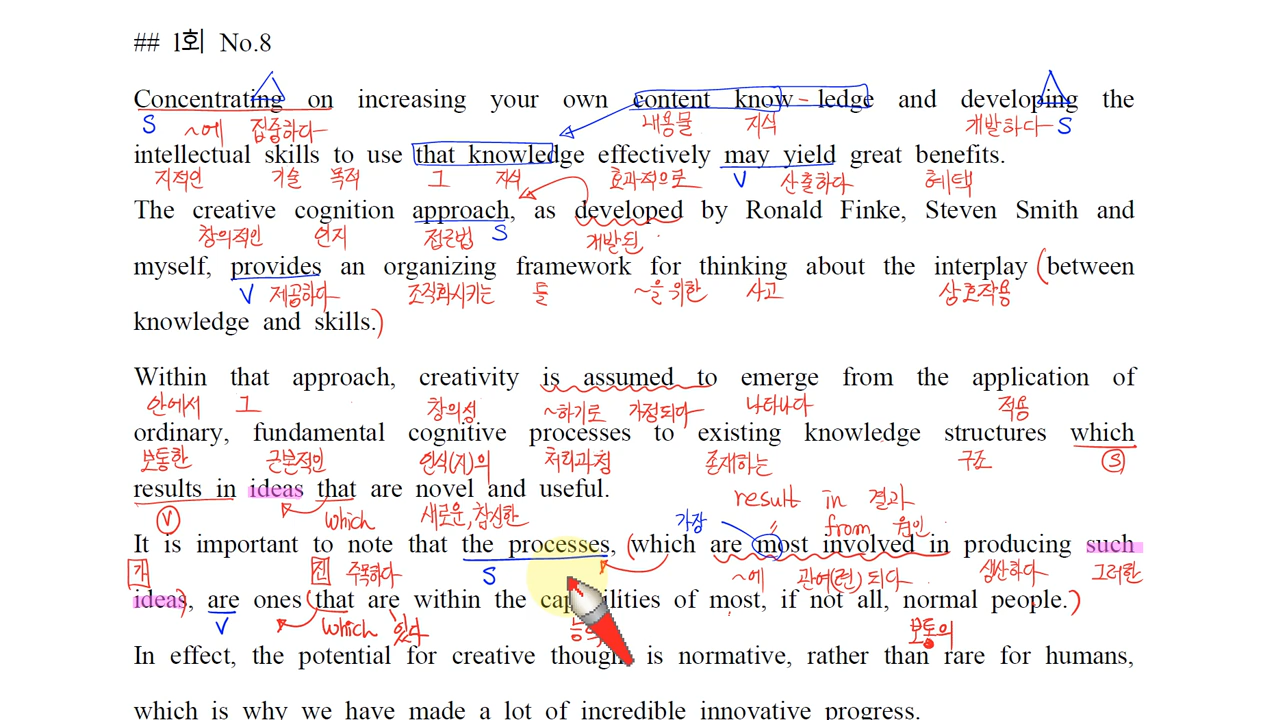 ## 1회 No.8
Concentrating on increasing your own content know - ledge and developing the
S ~에 집중하다 내용물 지식 개발하다 S
intellectual skills to use that knowledge effectively may yield great benefits.
지적인 기술 목적 그 지식 효과적으로 V 산출하다 혜택
The creative cognition approach, as developed by Ronald Finke, Steven Smith and
창의적인 인지 접근법 S 개발된
myself, provides an organizing framework for thinking about the interplay (between
V 제공하다 조직화시키는 틀 ~을 위한 사고 상호작용
knowledge and skills.)
Within that approach, creativity is assumed to emerge from the application of
안에서 그 창의성 ~하기로 가정되다 나타나다 적용
ordinary, fundamental cognitive processes to existing knowledge structures which
보통한 근본적인 인식(지)의 처리과정 존재하는 구조 S
results in ideas that are novel and useful.
V which 새로운, 참신한 result in 결과
가장 from 원인
It is important to note that the processes, (which are most involved in producing such
가 진 주목하다 S ~에 관여(련)되다 생산하다 그러한
ideas), are ones (that are within the capabilities of most, if not all, normal people.)
V which 있다 보통의
In effect, the potential for creative thought is normative, rather than rare for humans,
which is why we have made a lot of incredible innovative progress.